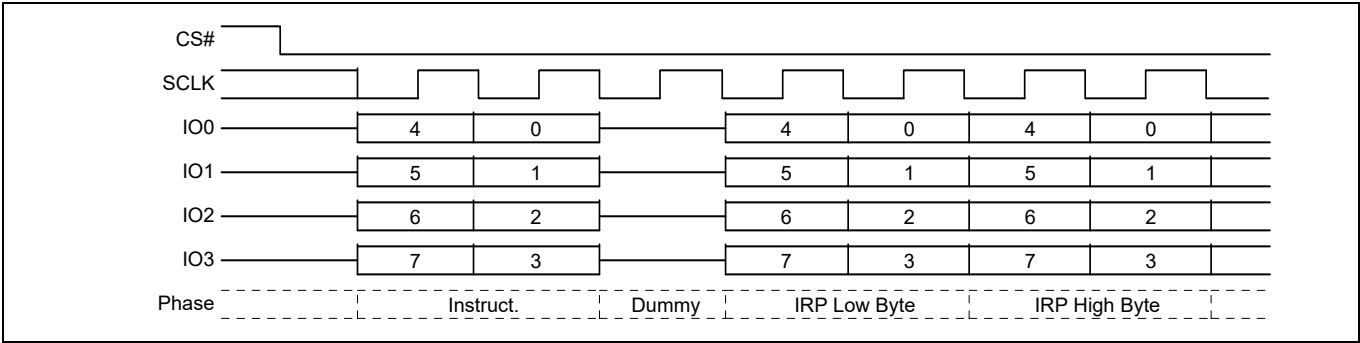 CS#
SCLK
IO0 4 0 4 0 4 0
IO1 5 1 5 1 5 1
IO2 6 2 6 2 6 2
IO3 7 3 7 3 7 3
Phase Instruct. Dummy IRP Low Byte IRP High Byte